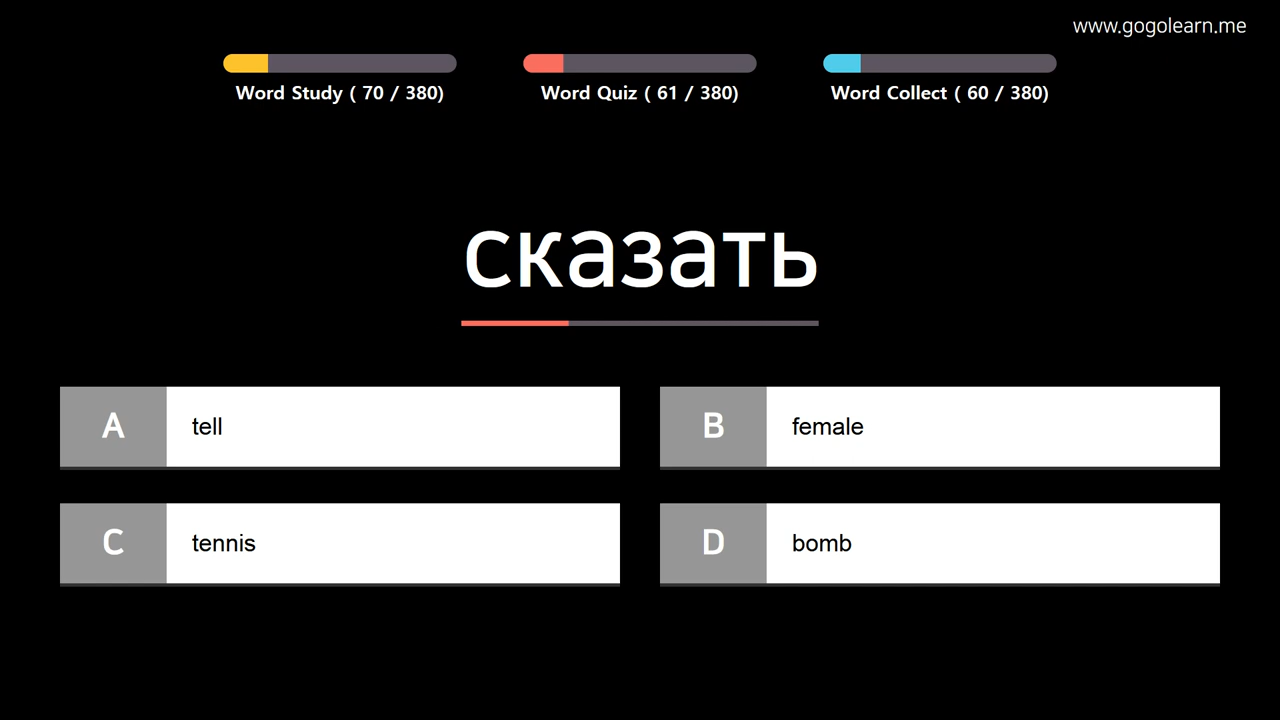 www.gogolearn.me
Word Study ( 70 / 380)
Word Quiz ( 61 / 380)
Word Collect ( 60 / 380)
сказать
A tell
B female
C tennis
D bomb